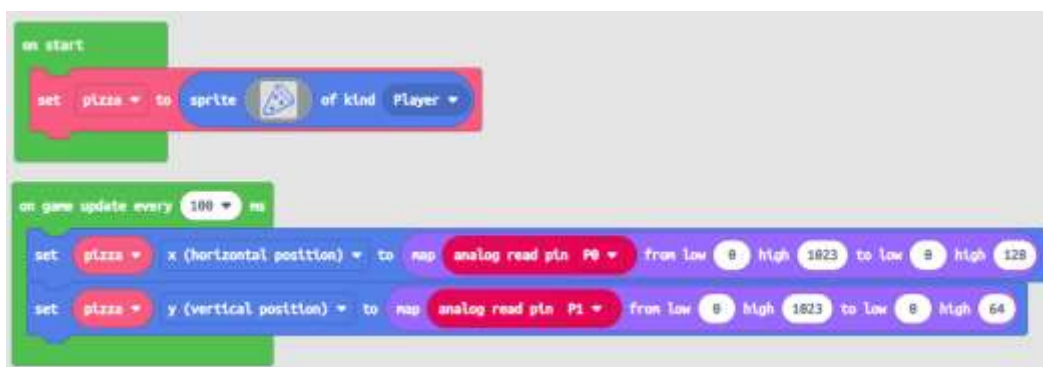 on start
set pizza to sprite of kind Player
on game update every 100 ms
set pizza x (horizontal position) to map analog read pin P0 from low 0 high 1023 to low 0 high 128
set pizza y (vertical position) to map analog read pin P1 from low 0 high 1023 to low 0 high 64